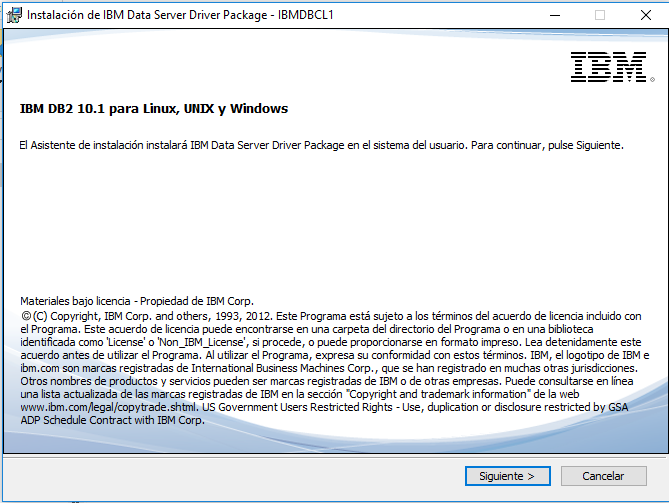 Instalación de IBM Data Server Driver Package - IBMDBCL1
IBM
IBM DB2 10.1 para Linux, UNIX y Windows
El Asistente de instalación instalará IBM Data Server Driver Package en el sistema del usuario. Para continuar, pulse Siguiente.
Materiales bajo licencia - Propiedad de IBM Corp.
©(C) Copyright, IBM Corp. and others, 1993, 2012. Este Programa está sujeto a los términos del acuerdo de licencia incluido con
el Programa. Este acuerdo de licencia puede encontrarse en una carpeta del directorio del Programa o en una biblioteca
identificada como 'License' o 'Non_IBM_License', si procede, o puede proporcionarse en formato impreso. Lea detenidamente este
acuerdo antes de utilizar el Programa. Al utilizar el Programa, expresa su conformidad con estos términos. IBM, el logotipo de IBM e
ibm.com son marcas registradas de International Business Machines Corp., que se han registrado en muchas otras jurisdicciones.
Otros nombres de productos y servicios pueden ser marcas registradas de IBM o de otras empresas. Puede consultarse en línea
una lista actualizada de las marcas registradas de IBM en la sección "Copyright and trademark information" de la web
www.ibm.com/legal/copytrade.shtml. US Government Users Restricted Rights - Use, duplication or disclosure restricted by GSA
ADP Schedule Contract with IBM Corp.
Siguiente >
Cancelar